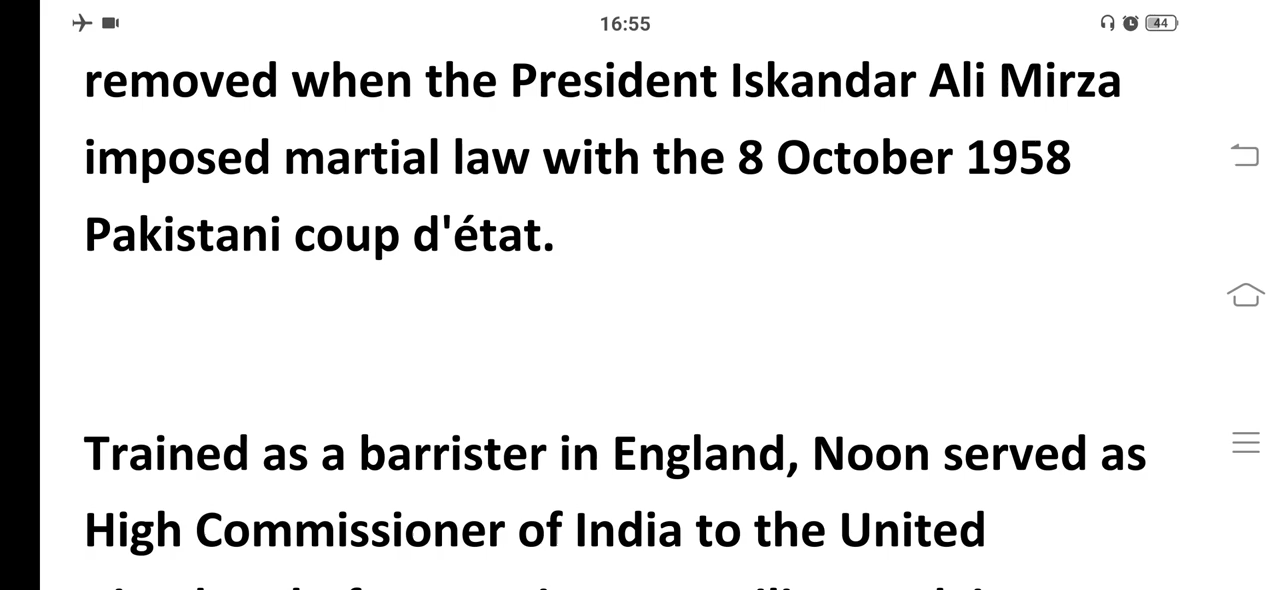 16:55
44
removed when the President Iskandar Ali Mirza
imposed martial law with the 8 October 1958
Pakistani coup d'état.
Trained as a barrister in England, Noon served as
High Commissioner of India to the United